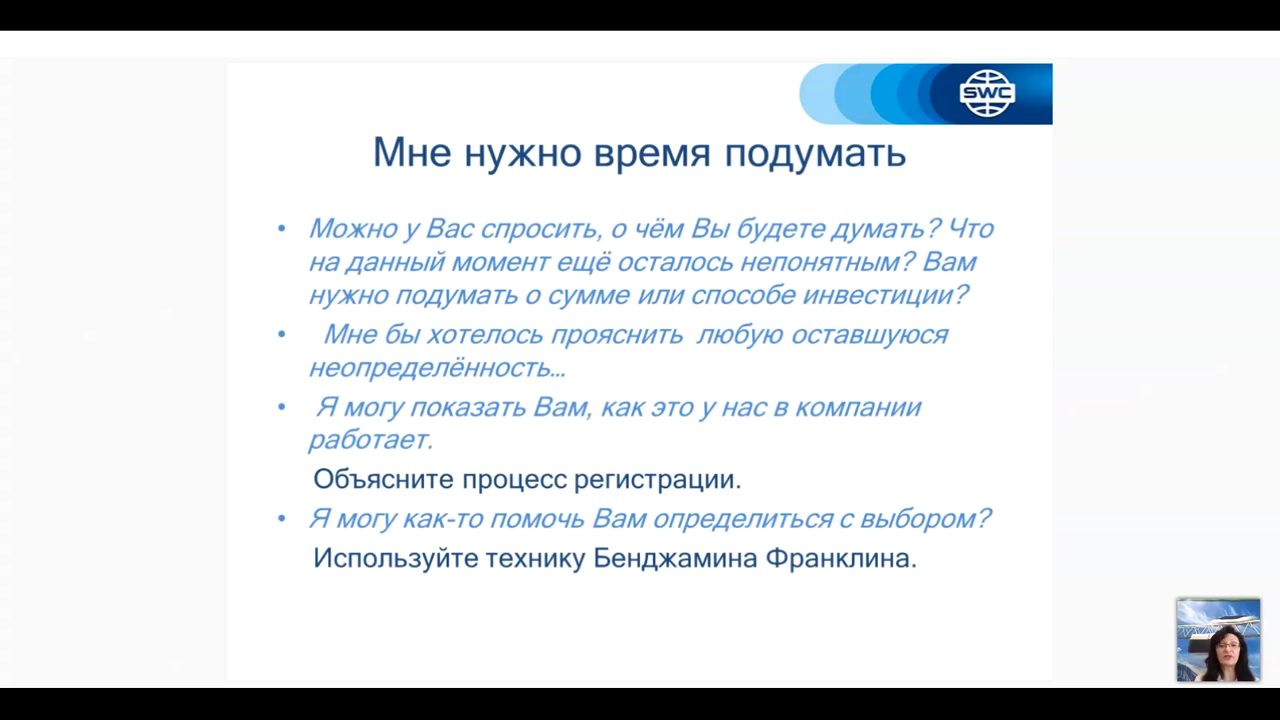 SWC
Мне нужно время подумать
• Можно у Вас спросить, о чём Вы будете думать? Что
на данный момент ещё осталось непонятным? Вам
нужно подумать о сумме или способе инвестиции?
• Мне бы хотелось прояснить любую оставшуюся
неопределённость...
• Я могу показать Вам, как это у нас в компании
работает.
Объясните процесс регистрации.
• Я могу как-то помочь Вам определиться с выбором?
Используйте технику Бенджамина Франклина.